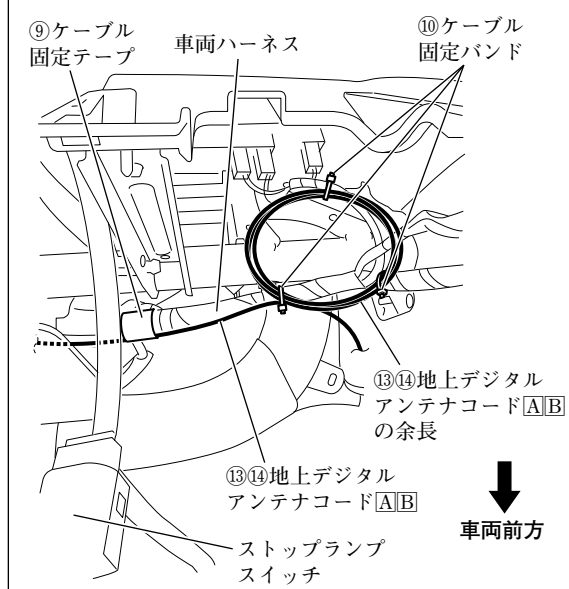 ⑨ケーブル
固定テープ
車両ハーネス
⑩ケーブル
固定バンド
⑬⑭地上デジタル
アンテナコードAB
の余長
⑬⑭地上デジタル
アンテナコードAB
車両前方
ストップランプ
スイッチ